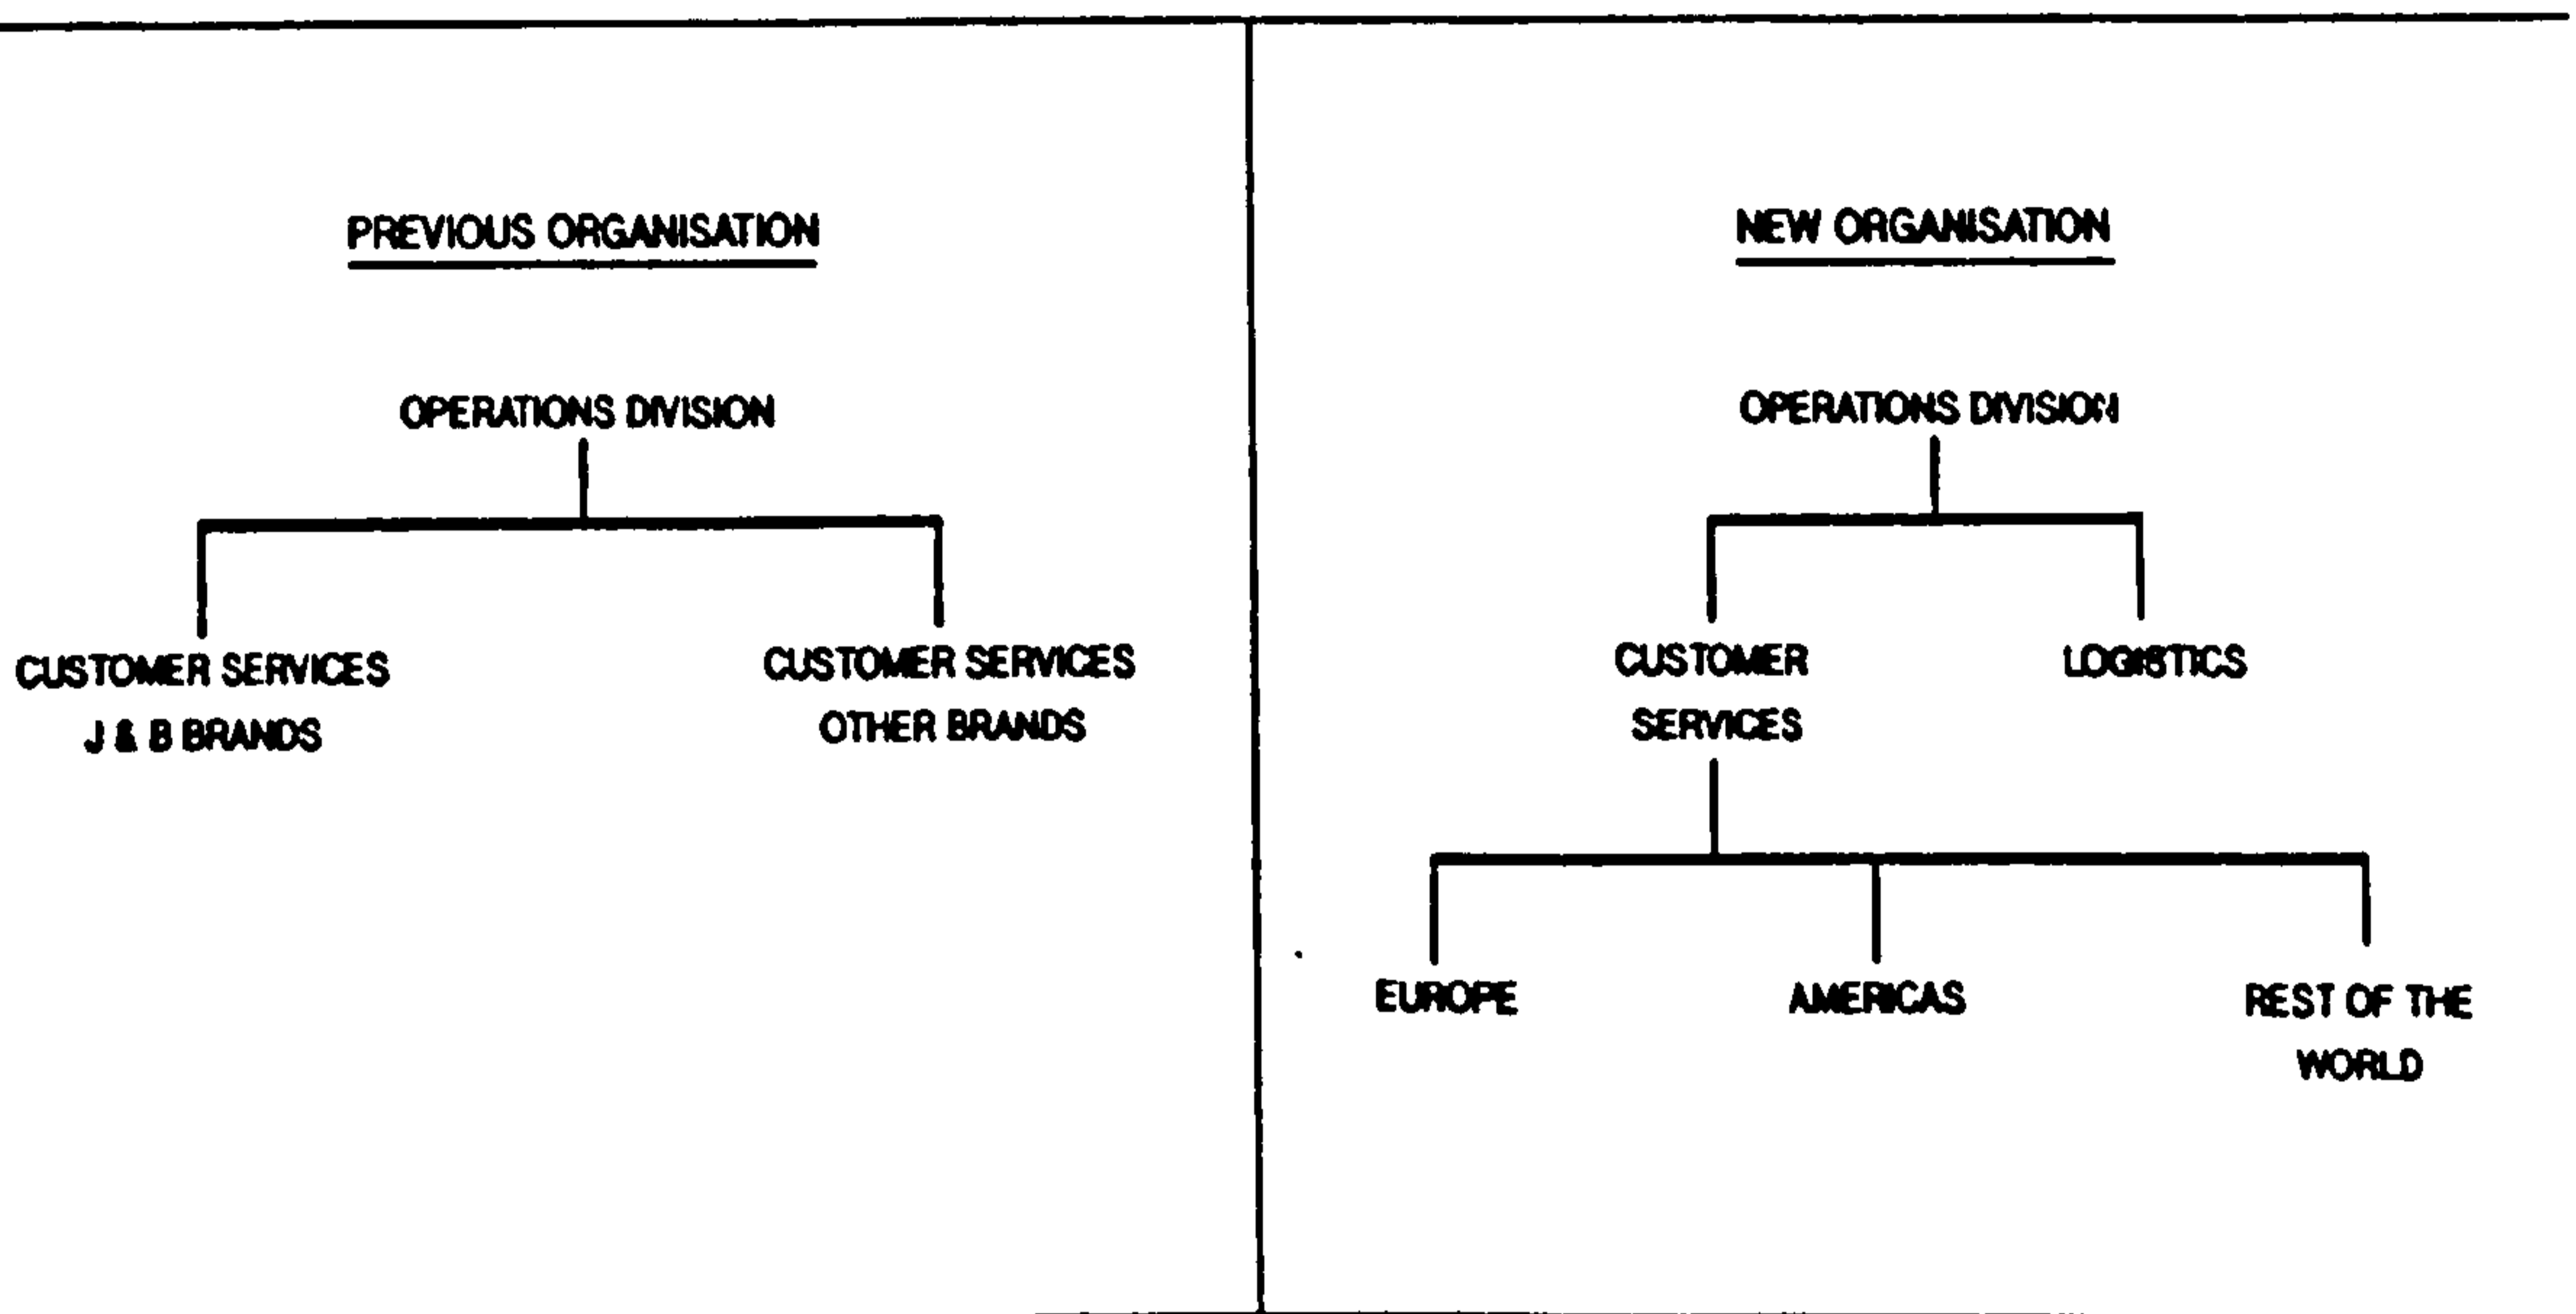 PREVIOUS ORGANISATION
OPERATIONS DIVISION
CUSTOMER SERVICES
J & B BRANDS
CUSTOMER SERVICES
OTHER BRANDS
NEW ORGANISATION
OPERATIONS DIVISION
CUSTOMER
SERVICES
LOGISTICS
EUROPE
AMERICAS
REST OF THE
WORLD